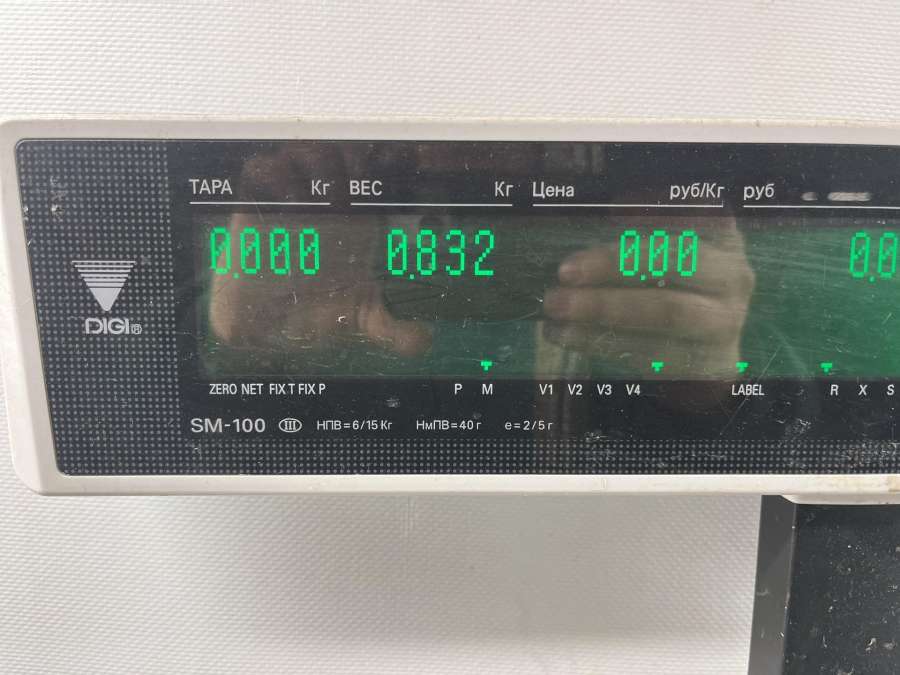 ТАРА Кг ВЕС Кг Цена руб/Кг руб
0.000 0.832 0.00 0.0
DIGI®
ZERO NET FIX T FIX P P M V1 V2 V3 V4 LABEL R X S
SM-100 III НПВ=6/15 Кг НмПВ=40 г e=2/5 г